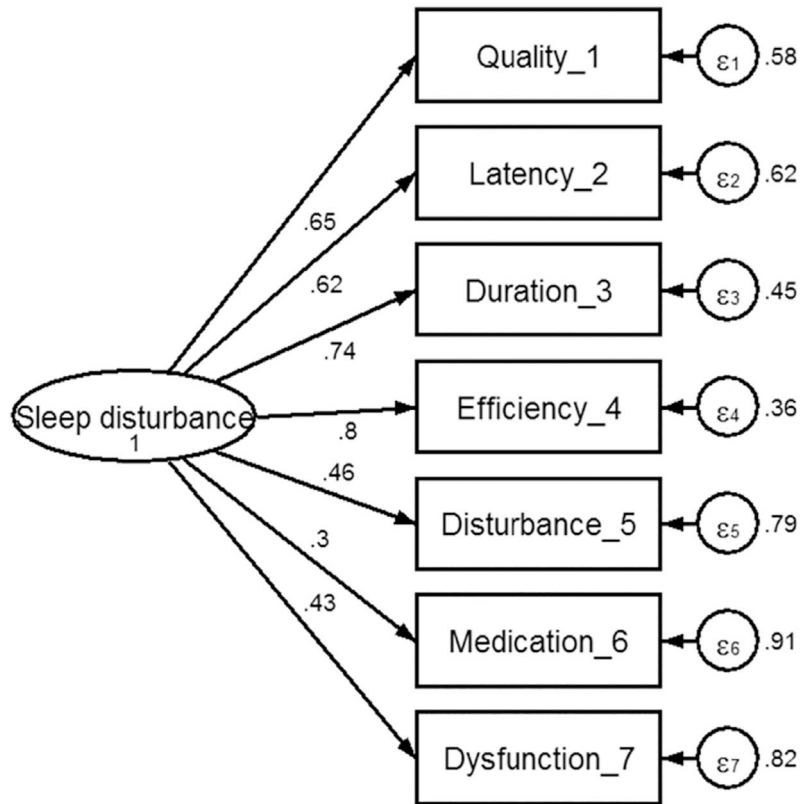 Quality_1
ε1
.58
Latency_2
ε2
.62
.65
.62
Duration_3
ε3
.45
.74
Sleep disturbance
1
Efficiency_4
ε4
.36
.8
.46
Disturbance_5
ε5
.79
.3
.43
Medication_6
ε6
.91
Dysfunction_7
ε7
.82